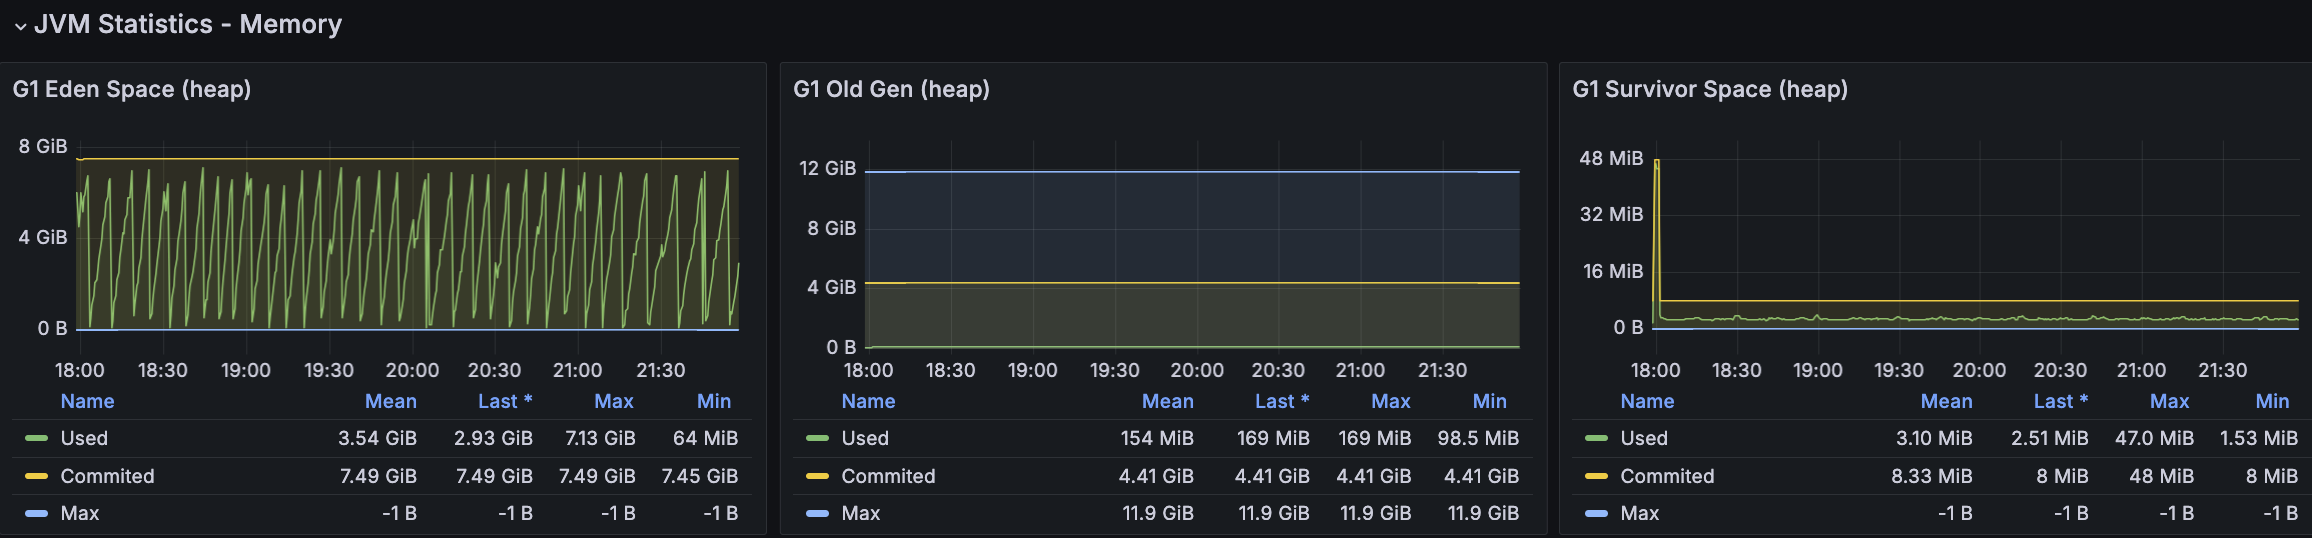 JVM Statistics - Memory
G1 Eden Space (heap)
8 GiB
4 GiB
0 B
18:00 18:30 19:00 19:30 20:00 20:30 21:00 21:30
Name Mean Last * Max Min
Used 3.54 GiB 2.93 GiB 7.13 GiB 64 MiB
Commited 7.49 GiB 7.49 GiB 7.49 GiB 7.45 GiB
Max -1 B -1 B -1 B -1 B
G1 Old Gen (heap)
12 GiB
8 GiB
4 GiB
0 B
18:00 18:30 19:00 19:30 20:00 20:30 21:00 21:30
Name Mean Last * Max Min
Used 154 MiB 169 MiB 169 MiB 98.5 MiB
Commited 4.41 GiB 4.41 GiB 4.41 GiB 4.41 GiB
Max 11.9 GiB 11.9 GiB 11.9 GiB 11.9 GiB
G1 Survivor Space (heap)
48 MiB
32 MiB
16 MiB
0 B
18:00 18:30 19:00 19:30 20:00 20:30 21:00 21:30
Name Mean Last * Max Min
Used 3.10 MiB 2.51 MiB 47.0 MiB 1.53 MiB
Commited 8.33 MiB 8 MiB 48 MiB 8 MiB
Max -1 B -1 B -1 B -1 B